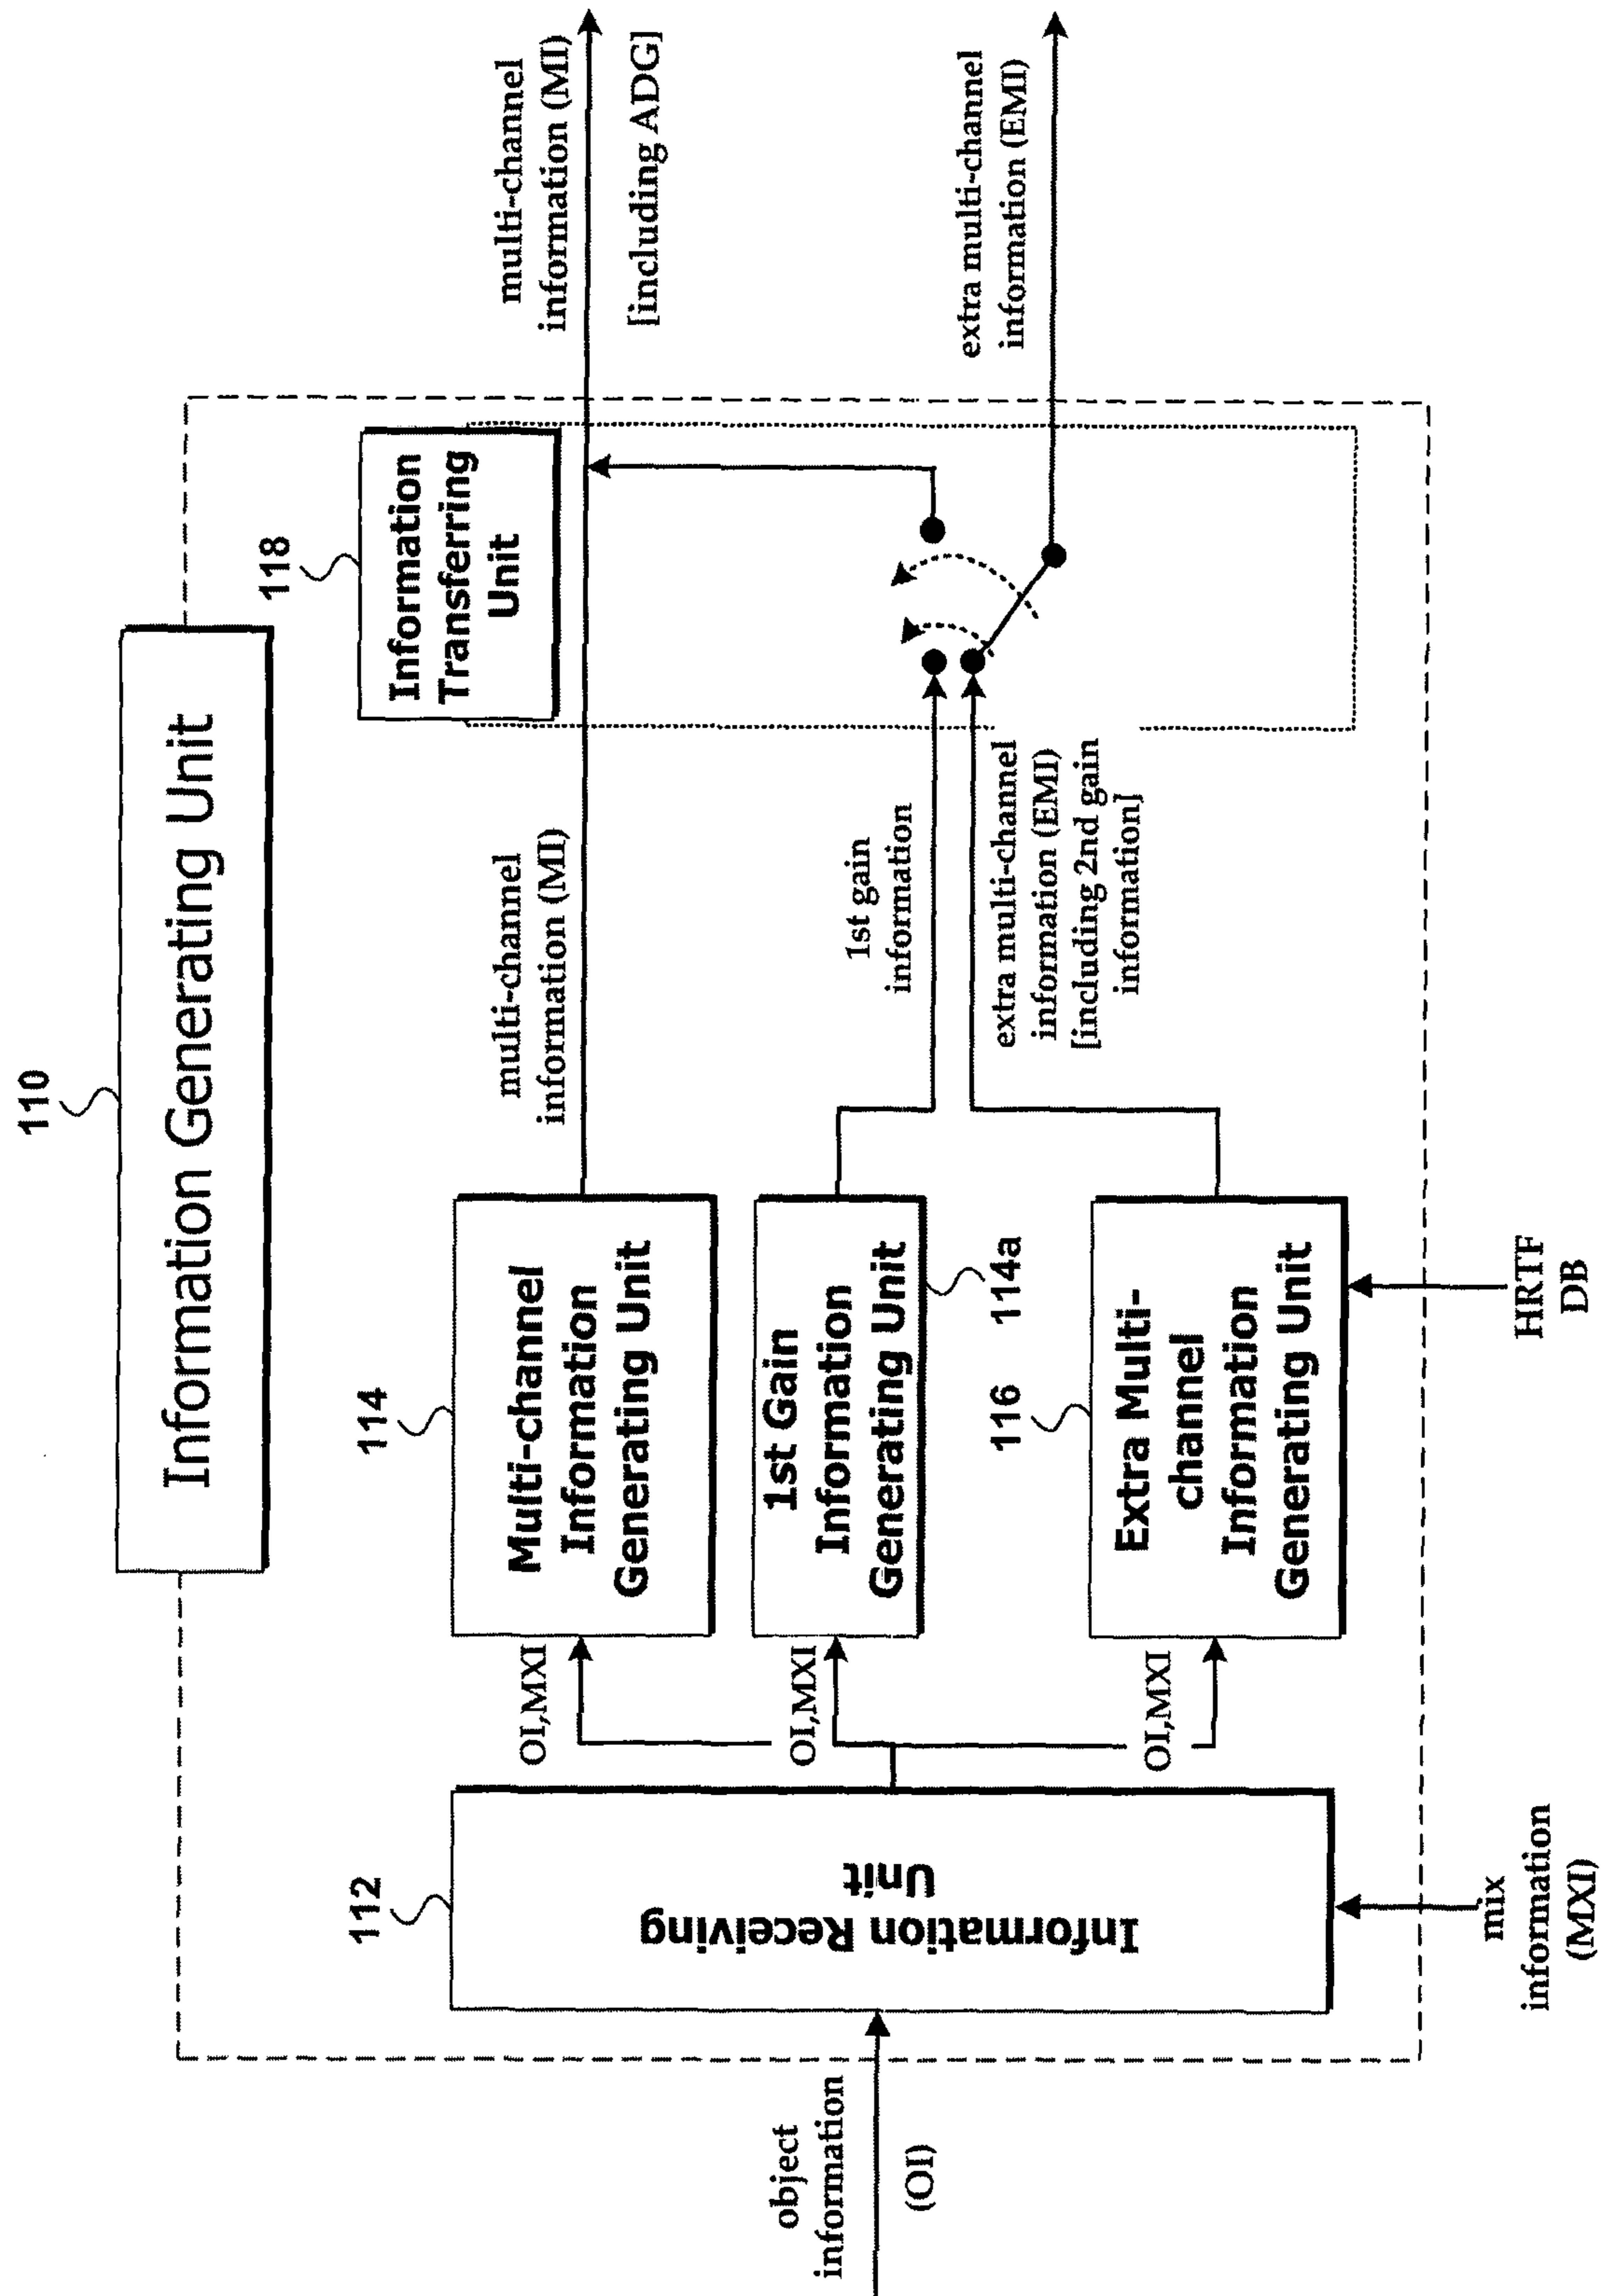 110
Information Generating Unit
118
Information
Transferring
Unit
multi-channel
information (MI)
[including ADG]
extra multi-channel
information (EMI)
114
Multi-channel
Information
Generating Unit
multi-channel
information (MI)
1st Gain
Information
Generating Unit
114a
1st gain
information
116
Extra Multi-
channel
Information
Generating Unit
extra multi-channel
information (EMI)
[including 2nd gain
information]
HRTF
DB
OI,MXI
OI,MXI
OI,MXI
112
Information Receiving
Unit
object
information
(OI)
mix
information
(MXI)